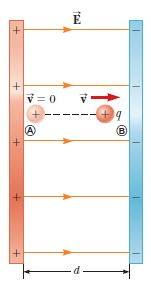 E⃗
+ −
+ −
v⃗ = 0 v⃗
+ + q
Ⓐ Ⓑ
+ −
+ −
+ −
d